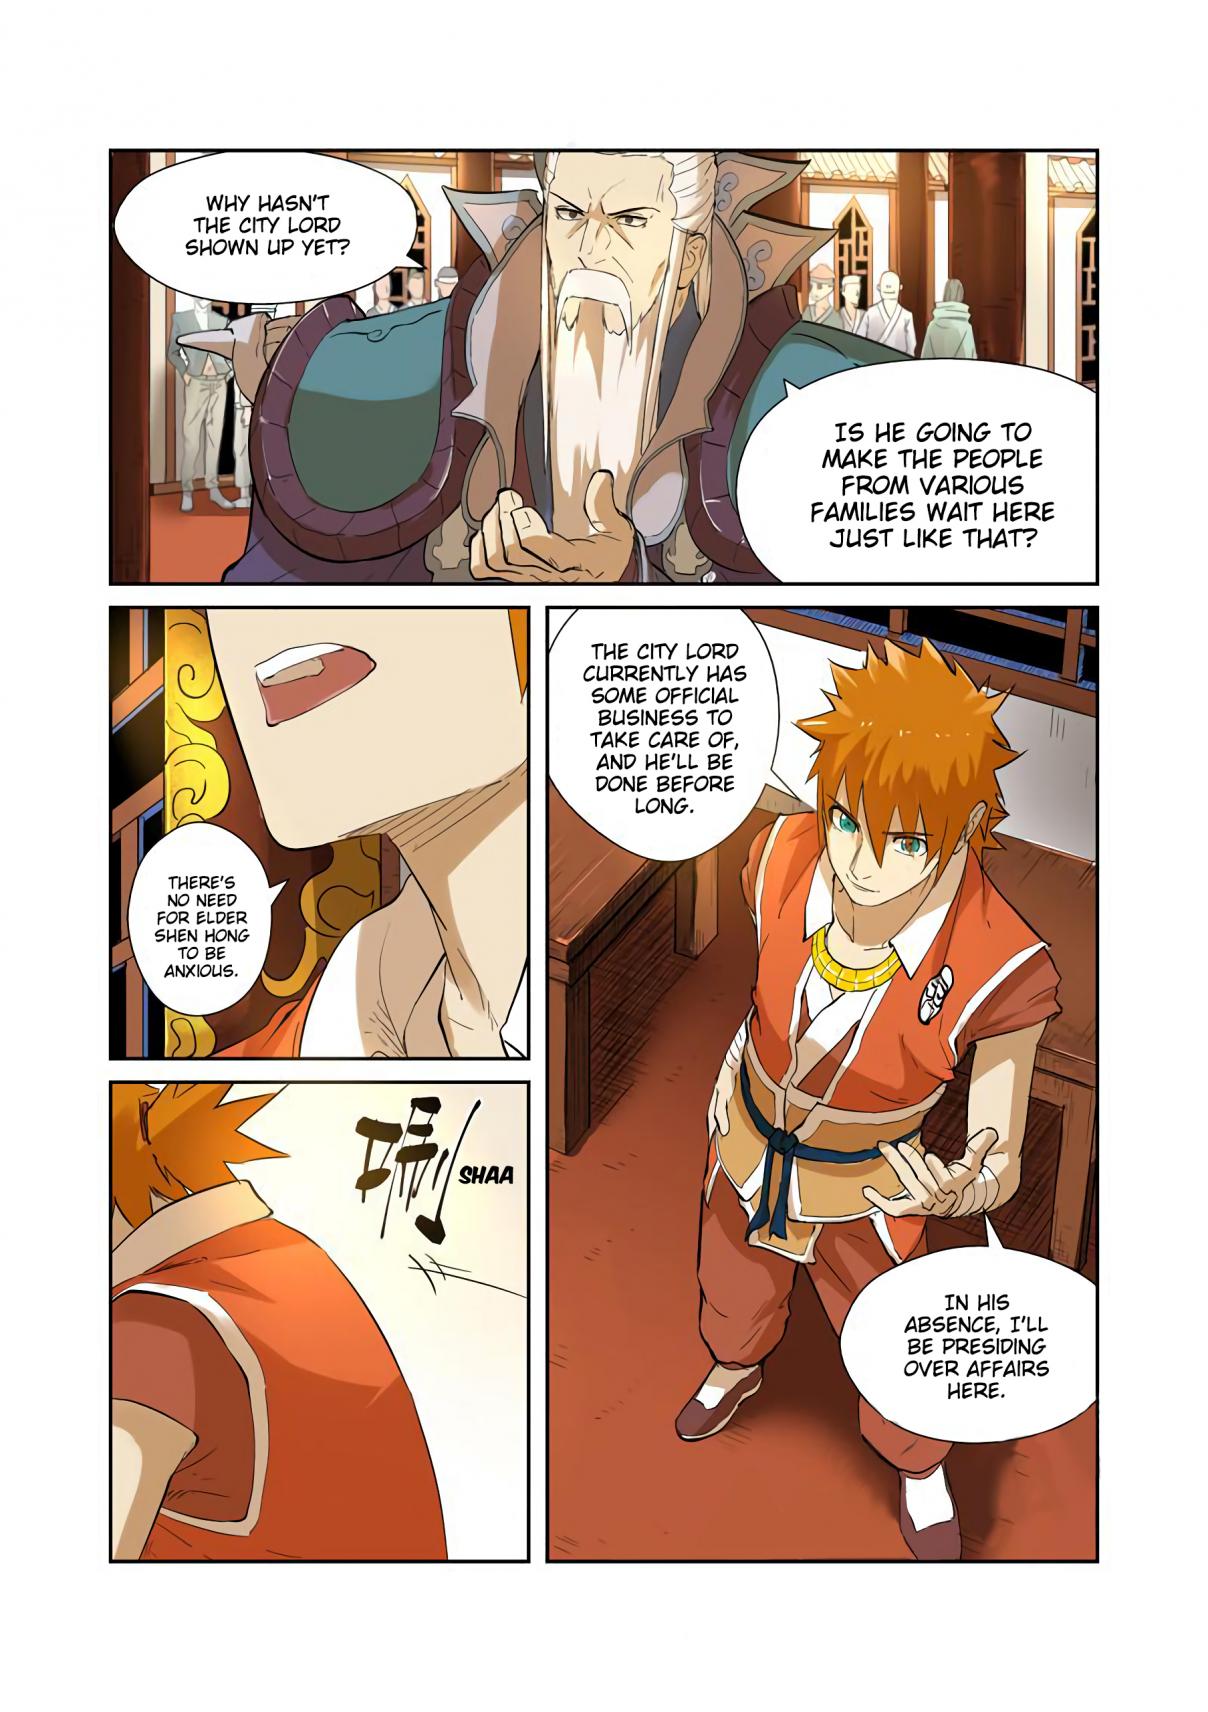 WHY HASN'T
THE CITY LORD
SHOWN UP YET?
IS HE GOING TO
MAKE THE PEOPLE
FROM VARIOUS
FAMILIES WAIT HERE
JUST LIKE THAT?
THERE'S
NO NEED
FOR ELDER
SHEN HONG
TO BE
ANXIOUS.
THE CITY LORD
CURRENTLY HAS
SOME OFFICIAL
BUSINESS TO
TAKE CARE OF,
AND HE'LL BE
DONE BEFORE
LONG.
SHAA
IN HIS
ABSENCE, I'LL
BE PRESIDING
OVER AFFAIRS
HERE.